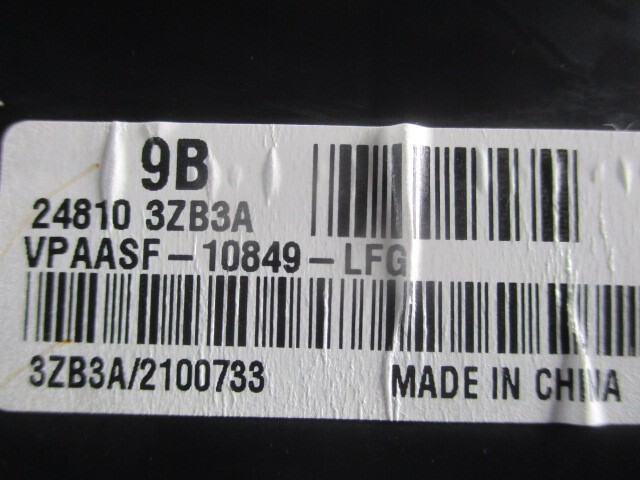 9B
24810 3ZB3A
VPAASF-10849-LFG
3ZB3A/2100733
MADE IN CHINA